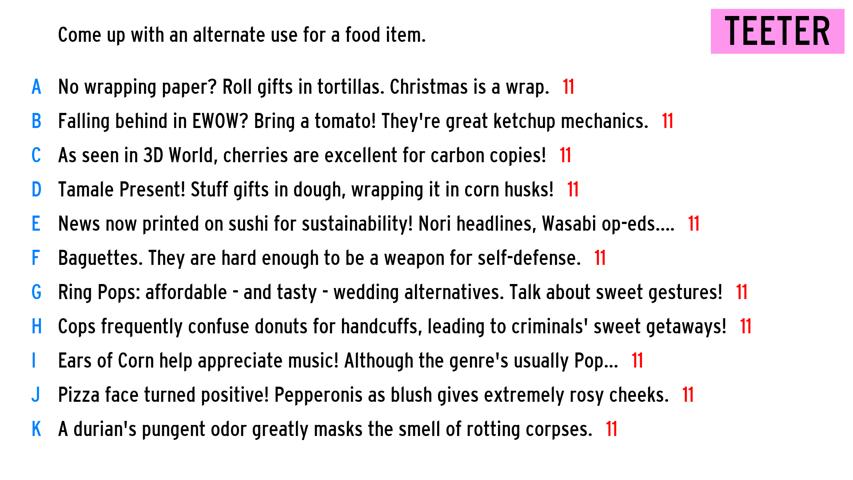 Come up with an alternate use for a food item.
TEETER
A No wrapping paper? Roll gifts in tortillas. Christmas is a wrap. 11
B Falling behind in EWOW? Bring a tomato! They're great ketchup mechanics. 11
C As seen in 3D World, cherries are excellent for carbon copies! 11
D Tamale Present! Stuff gifts in dough, wrapping it in corn husks! 11
E News now printed on sushi for sustainability! Nori headlines, Wasabi op-eds.... 11
F Baguettes. They are hard enough to be a weapon for self-defense. 11
G Ring Pops: affordable - and tasty - wedding alternatives. Talk about sweet gestures! 11
H Cops frequently confuse donuts for handcuffs, leading to criminals' sweet getaways! 11
I Ears of Corn help appreciate music! Although the genre's usually Pop... 11
J Pizza face turned positive! Pepperonis as blush gives extremely rosy cheeks. 11
K A durian's pungent odor greatly masks the smell of rotting corpses. 11